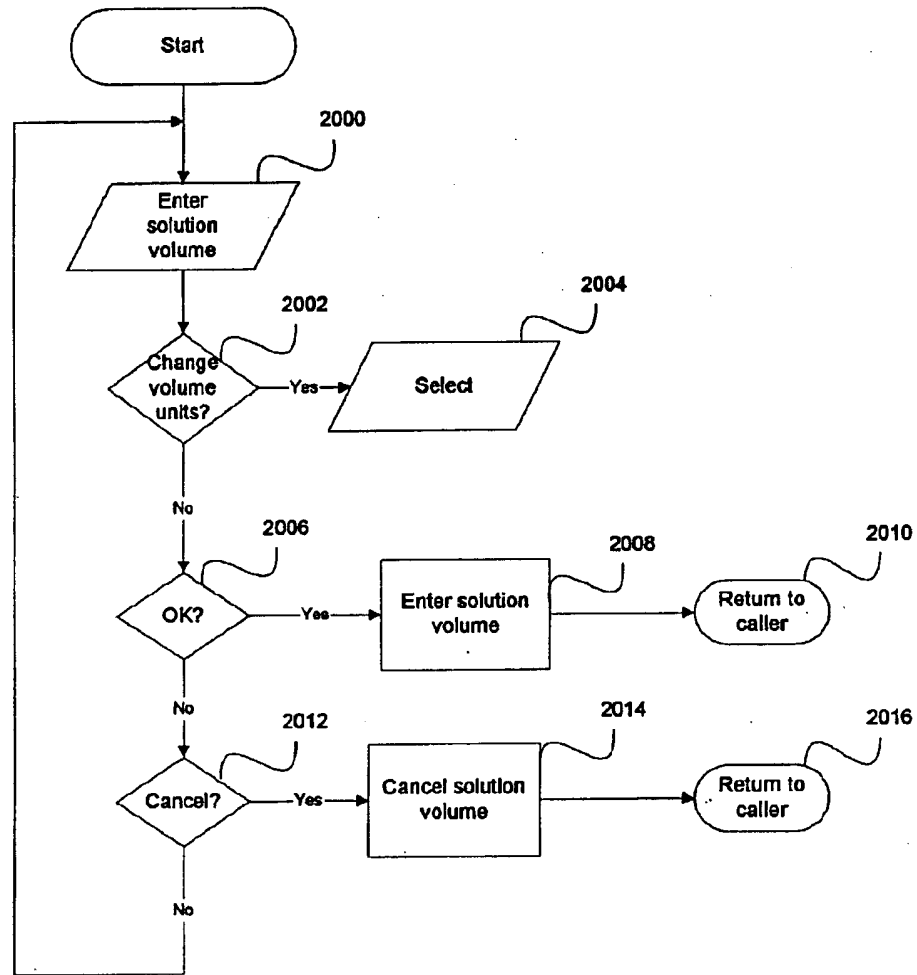 Start
2000
Enter
solution
volume
2002
2004
Change
volume
units?
Yes
Select
No
2006
2008
2010
OK?
Yes
Enter solution
volume
Return to
caller
No
2012
2014
2016
Cancel?
Yes
Cancel solution
volume
Return to
caller
No